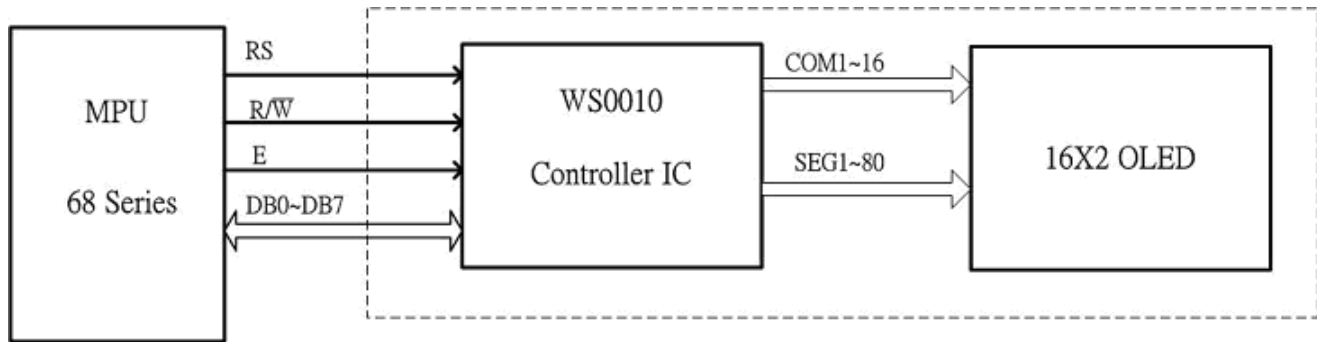 MPU
68 Series
RS
R/W̅
E
DB0~DB7
WS0010
Controller IC
COM1~16
SEG1~80
16X2 OLED